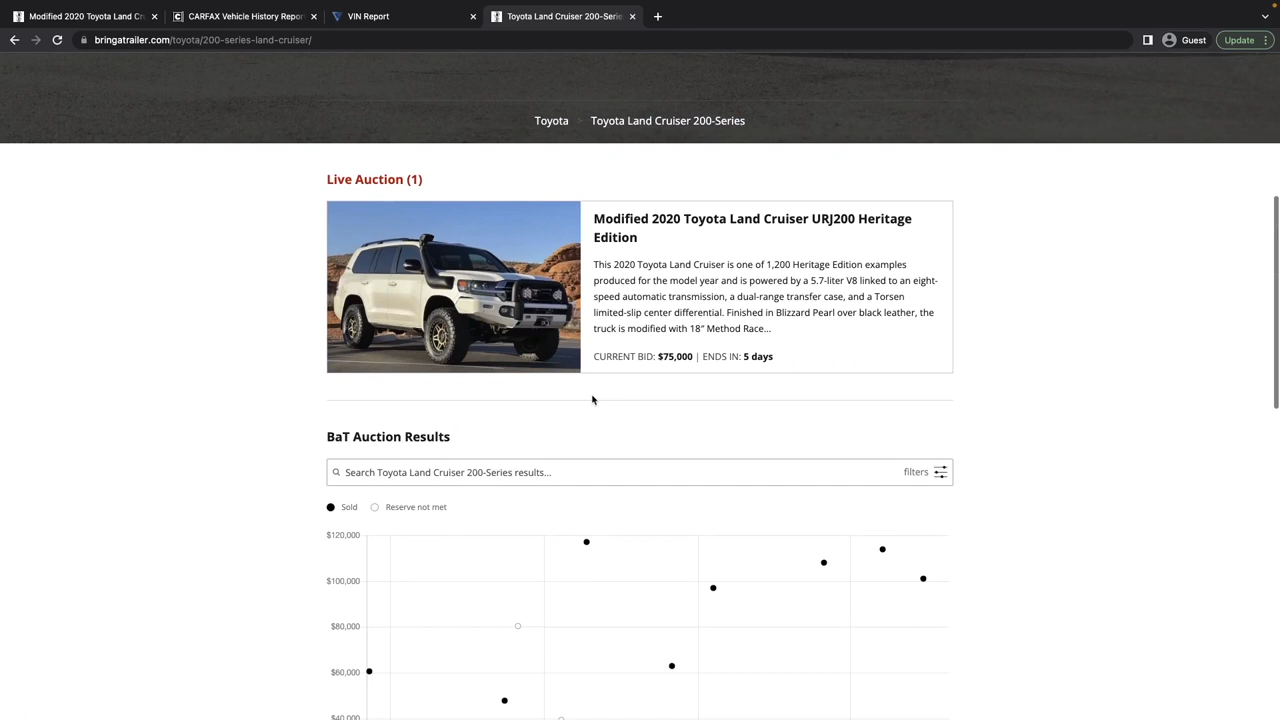 Modified 2020 Toyota Land Cr
CARFAX Vehicle History Repor
VIN Report
Toyota Land Cruiser 200-Serie
bringatrailer.com/toyota/200-series-land-cruiser/
Guest
Update
Toyota > Toyota Land Cruiser 200-Series
Live Auction (1)
Modified 2020 Toyota Land Cruiser URJ200 Heritage
Edition
This 2020 Toyota Land Cruiser is one of 1,200 Heritage Edition examples
produced for the model year and is powered by a 5.7-liter V8 linked to an eight-
speed automatic transmission, a dual-range transfer case, and a Torsen
limited-slip center differential. Finished in Blizzard Pearl over black leather, the
truck is modified with 18″ Method Race...
CURRENT BID: $75,000 | ENDS IN: 5 days
BaT Auction Results
Search Toyota Land Cruiser 200-Series results...
filters
Sold
Reserve not met
$120,000
$100,000
$80,000
$60,000
$40,000